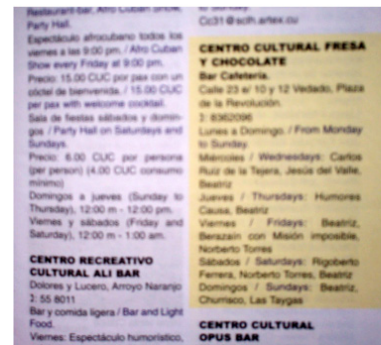 Restaurant-bar, Afro Cuban Show,
Party Hall.
Espectáculo afrocubano todos los
viernes a las 9:00 pm. / Afro Cuban
Show every Friday at 9:00 pm.
Precio: 15.00 CUC por pax con un
cóctel de bienvenida. / 15.00 CUC
per pax with welcome cocktail.
Sala de fiestas sábados y domin-
gos / Party Hall on Saturdays and
Sundays.
Precio: 6.00 CUC por persona
(per person) (4.00 CUC consumo
mínimo)
Domingos a jueves (Sunday to
Thursday), 12:00 m - 12:00 pm.
Viernes y sábados (Friday and
Saturday), 12:00 m - 1:00 am.
CENTRO RECREATIVO
CULTURAL ALI BAR
Dolores y Lucero, Arroyo Naranjo
55 8011
Bar y comida ligera / Bar and Light
Food.
Viernes: Espectáculo humorístico,
to Sunday.
Cc31@sclh.artex.cu
CENTRO CULTURAL FRESA
Y CHOCOLATE
Bar Cafetería.
Calle 23 e/ 10 y 12 Vedado, Plaza
de la Revolución.
8362096
Lunes a Domingo. / From Monday
to Sunday.
Miércoles / Wednesdays: Carlos
Ruiz de la Tejera, Jesús del Valle,
Beatriz
Jueves / Thursdays: Humores
Causa, Beatriz
Viernes / Fridays: Beatriz,
Berazaín con Misión imposible,
Norberto Torres
Sábados / Saturdays: Rigoberto
Ferrera, Norberto Torres, Beatriz
Domingos / Sundays: Beatriz,
Churrisco, Las Taygas
CENTRO CULTURAL
OPUS BAR